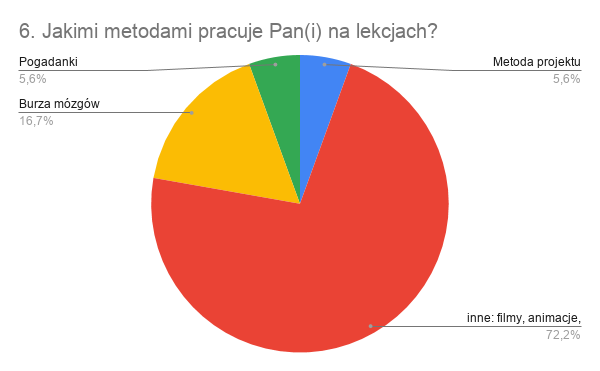 6. Jakimi metodami pracuje Pan(i) na lekcjach?
Pogadanki
5,6%
Burza mózgów
16,7%
Metoda projektu
5,6%
inne: filmy, animacje,
72,2%